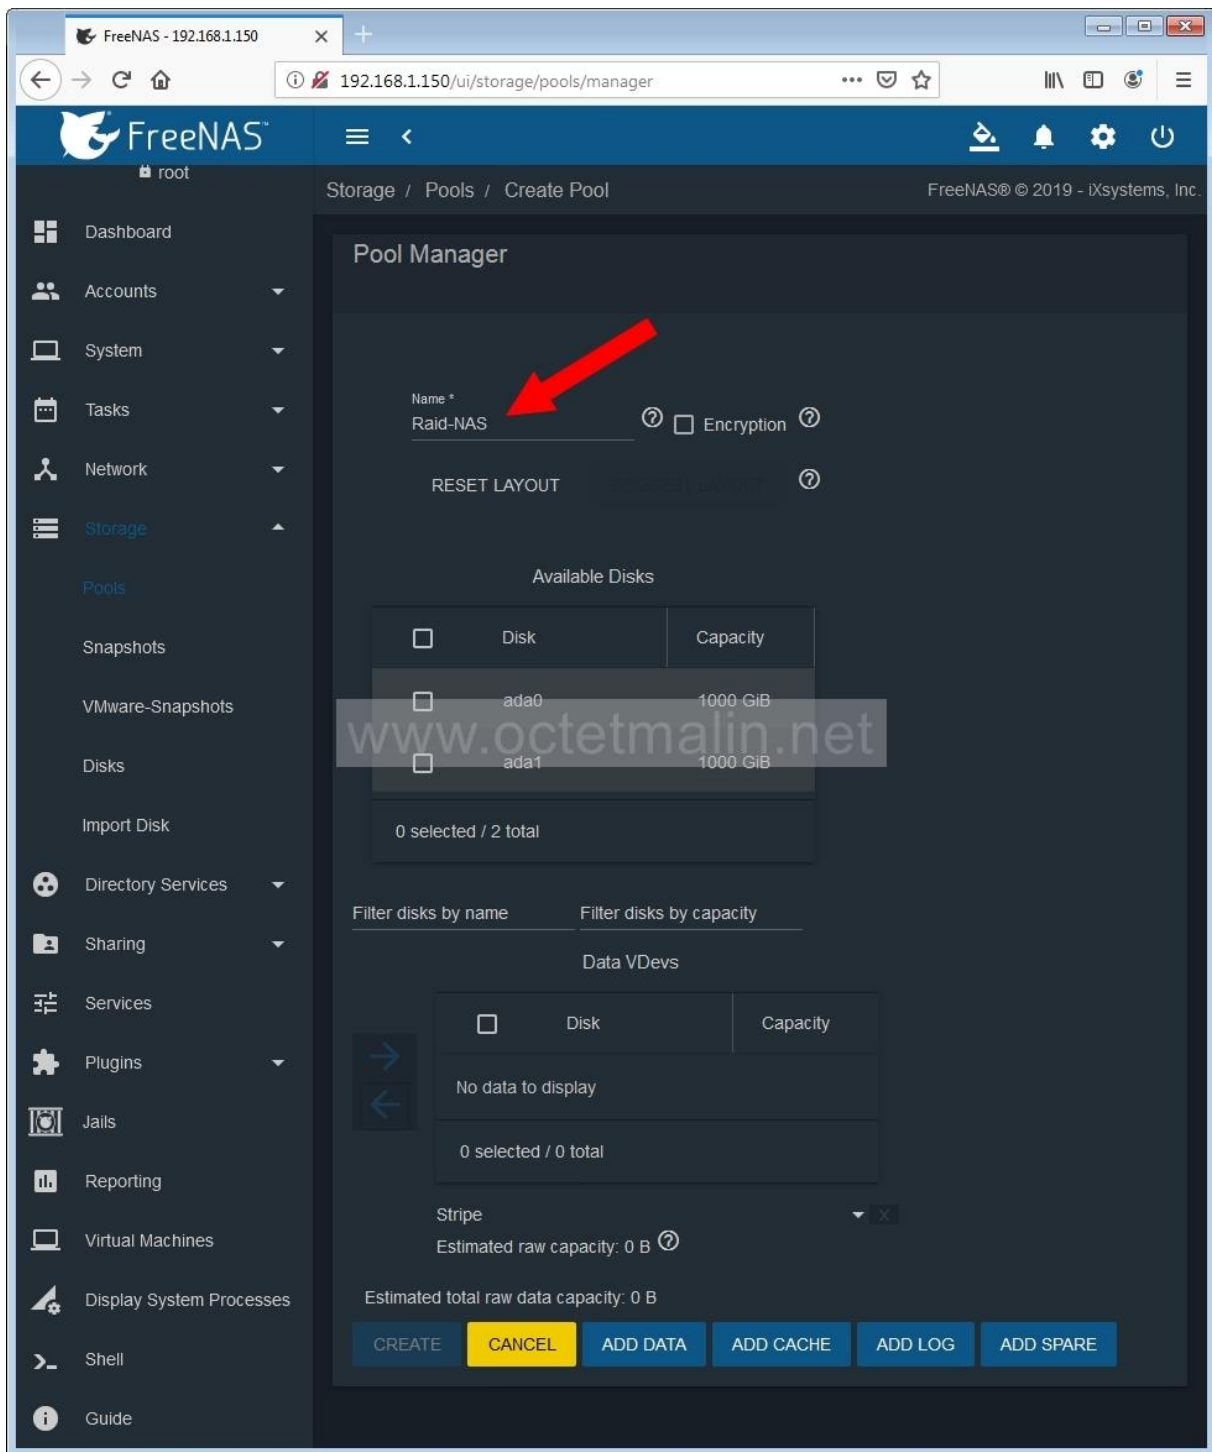 FreeNAS - 192.168.1.150
192.168.1.150/ui/storage/pools/manager
FreeNAS™
root
Storage / Pools / Create Pool
FreeNAS® © 2019 - iXsystems, Inc.
Dashboard
Accounts
System
Tasks
Network
Storage
Pools
Snapshots
VMware-Snapshots
Disks
Import Disk
Directory Services
Sharing
Services
Plugins
Jails
Reporting
Virtual Machines
Display System Processes
Shell
Guide
Pool Manager
Name *
Raid-NAS
Encryption
RESET LAYOUT
Available Disks
Disk Capacity
ada0 1000 GiB
www.octetmalin.net
ada1 1000 GiB
0 selected / 2 total
Filter disks by name Filter disks by capacity
Data VDevs
Disk Capacity
No data to display
0 selected / 0 total
Stripe X
Estimated raw capacity: 0 B
Estimated total raw data capacity: 0 B
CREATE CANCEL ADD DATA ADD CACHE ADD LOG ADD SPARE